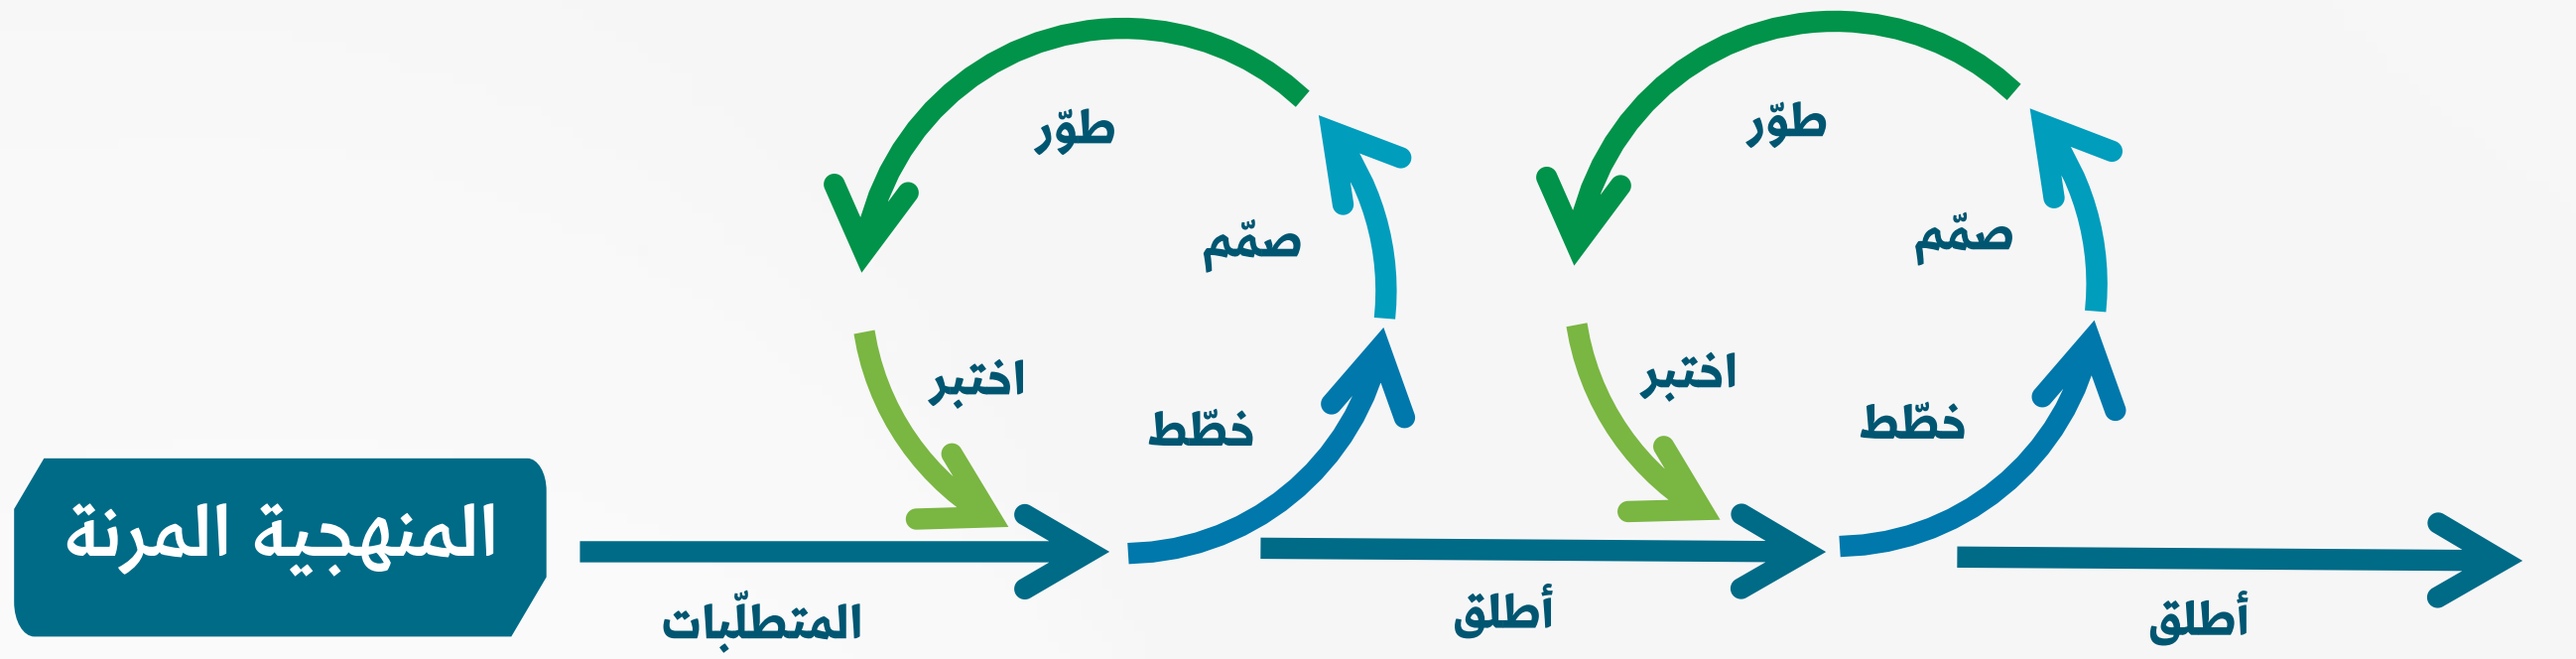 المنهجية المرنة
المتطلّبات
خطّط
صمّم
طوّر
اختبر
أطلق
خطّط
صمّم
طوّر
اختبر
أطلق